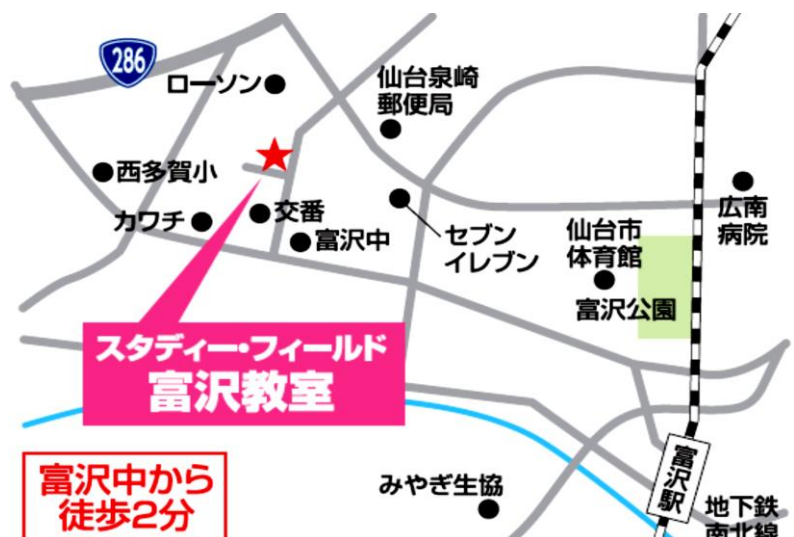 286
ローソン
仙台泉崎
郵便局
西多賀小
カワチ
交番
富沢中
セブン
イレブン
仙台市
体育館
富沢公園
広南
病院
スタディー・フィールド
富沢教室
富沢中から
徒歩2分
みやぎ生協
富沢駅
地下鉄
南北線